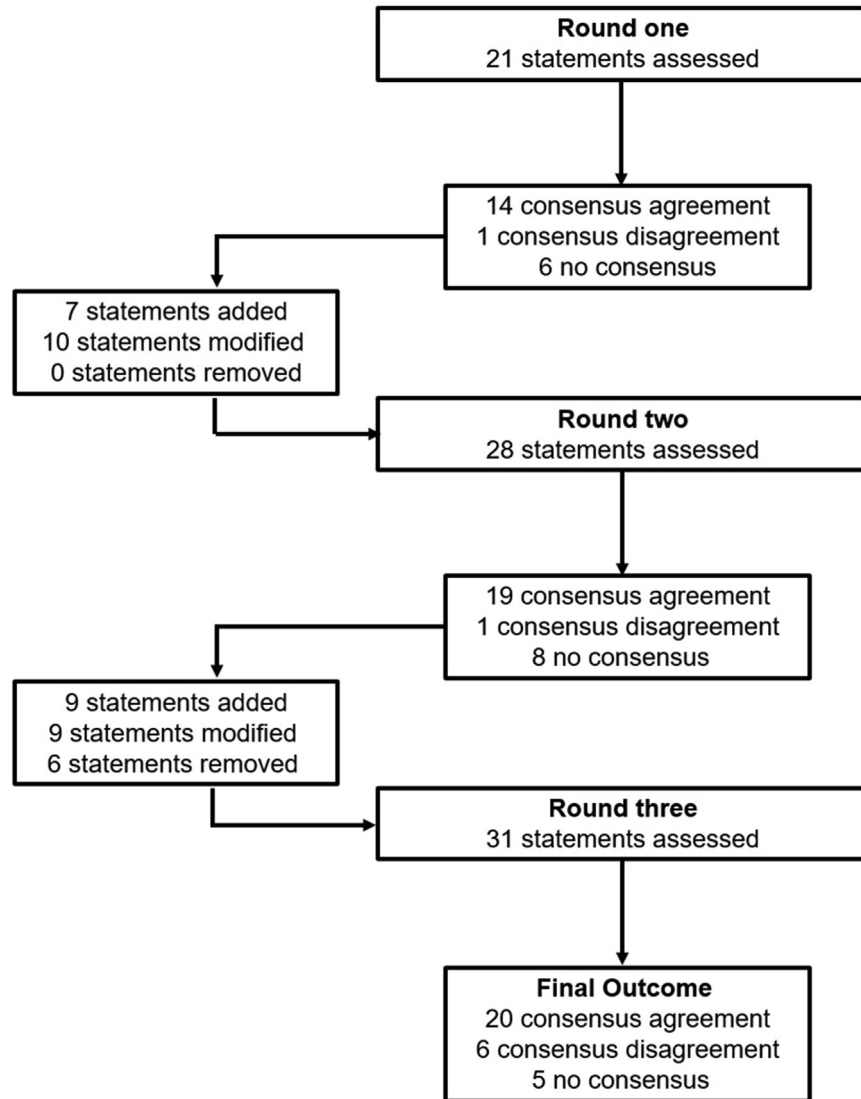 Round one
21 statements assessed
14 consensus agreement
1 consensus disagreement
6 no consensus
7 statements added
10 statements modified
0 statements removed
Round two
28 statements assessed
19 consensus agreement
1 consensus disagreement
8 no consensus
9 statements added
9 statements modified
6 statements removed
Round three
31 statements assessed
Final Outcome
20 consensus agreement
6 consensus disagreement
5 no consensus